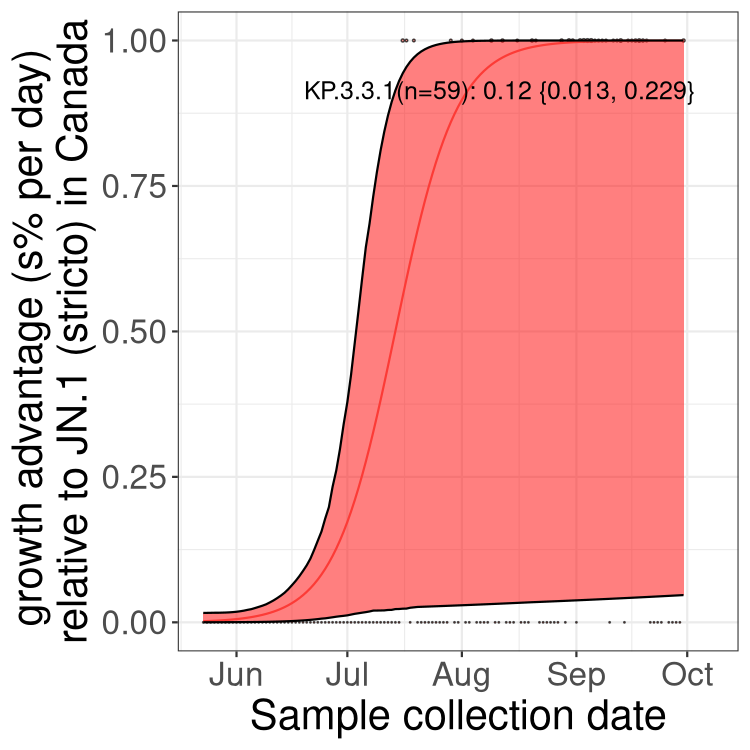 growth advantage (s% per day)
relative to JN.1 (stricto) in Canada
1.00
0.75
0.50
0.25
0.00
KP.3.3.1(n=59): 0.12 {0.013, 0.229}
Jun Jul Aug Sep Oct
Sample collection date